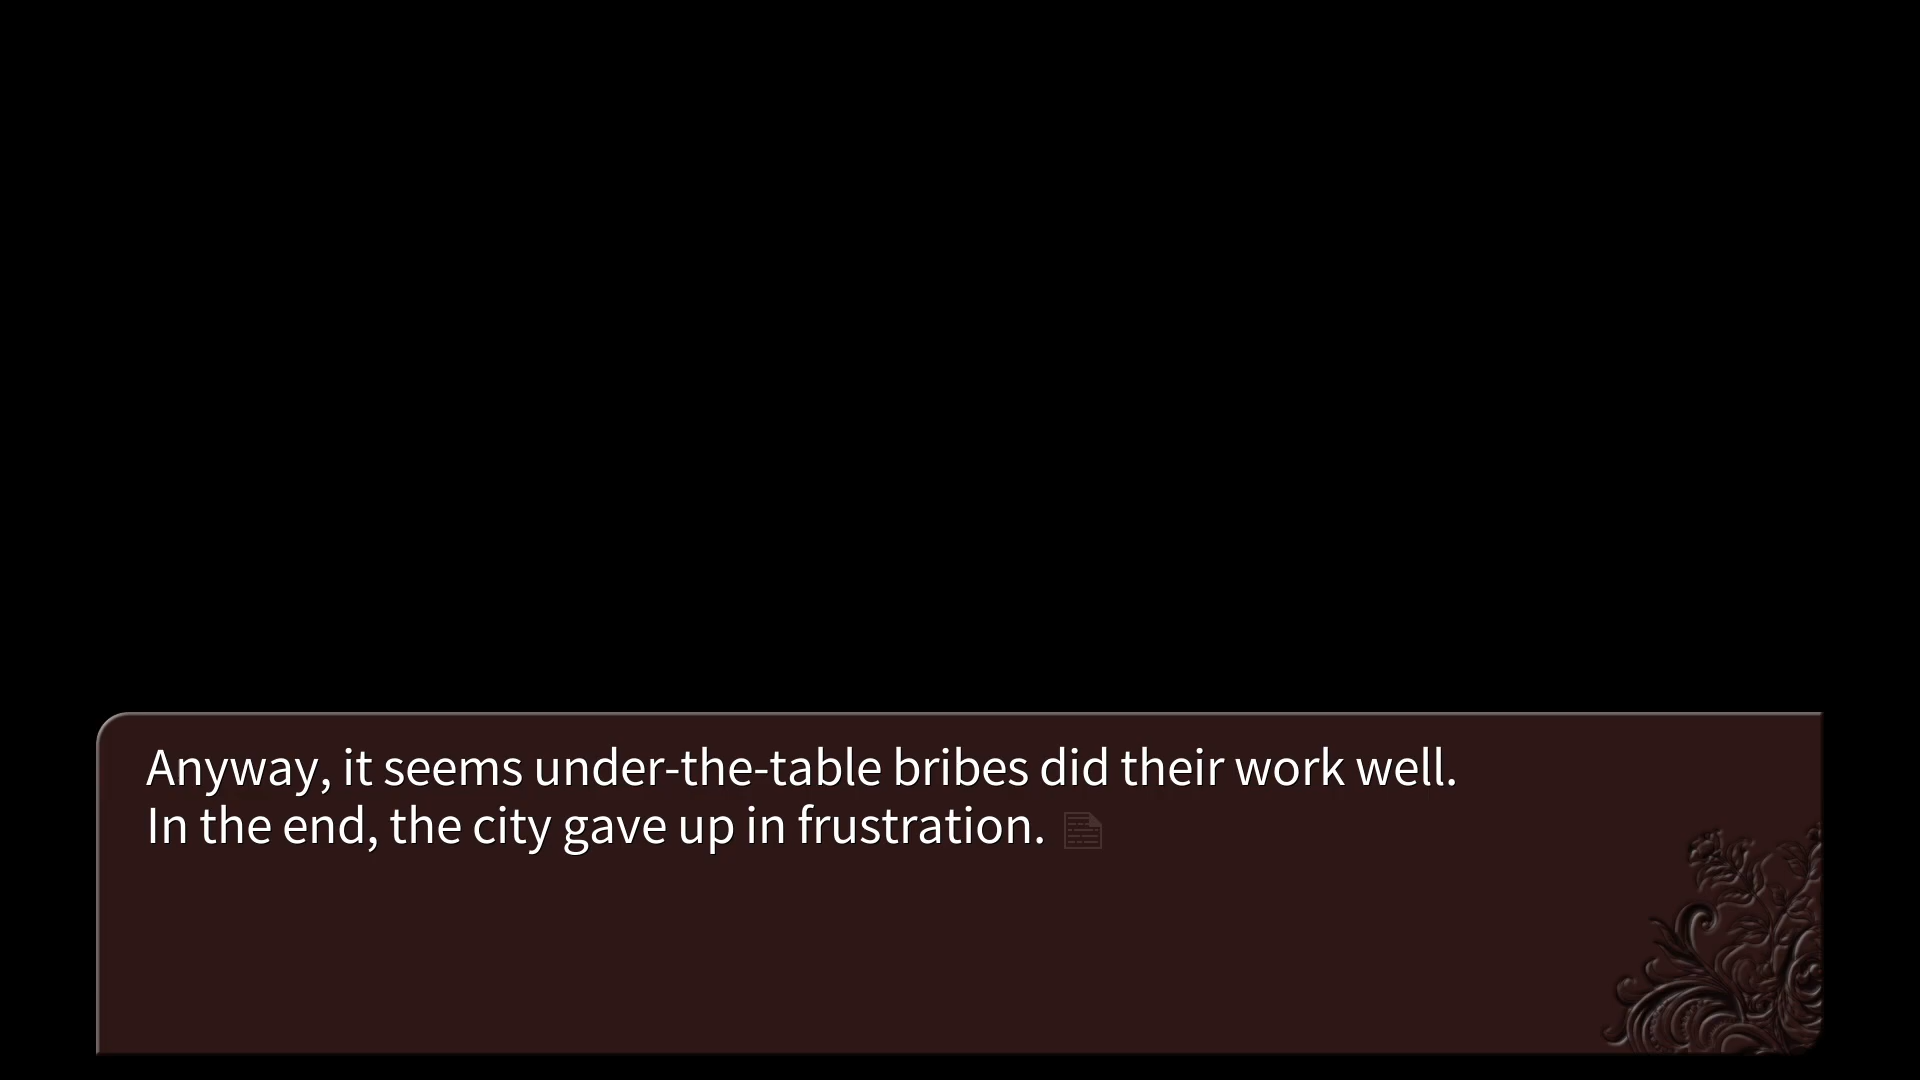 Anyway, it seems under-the-table bribes did their work well.
In the end, the city gave up in frustration.